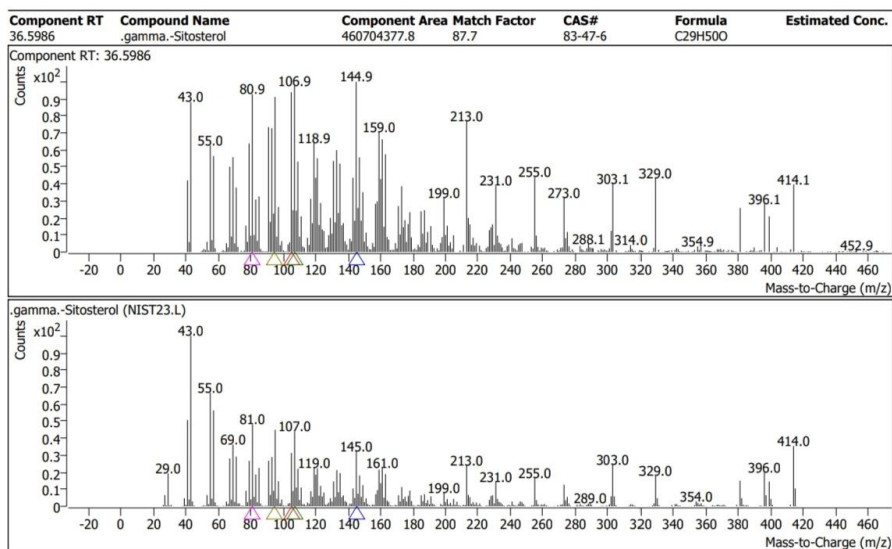 Component RT Compound Name Component Area Match Factor CAS# Formula Estimated Conc.
36.5986 .gamma.-Sitosterol 460704377.8 87.7 83-47-6 C29H50O
Component RT: 36.5986
Counts
x10²
0.9
0.8
0.7
0.6
0.5
0.4
0.3
0.2
0.1
0
43.0 55.0 80.9 106.9 118.9 144.9 159.0 199.0 213.0 231.0 255.0 273.0 288.1 303.1 314.0 329.0 354.9 396.1 414.1 452.9
-20 0 20 40 60 80 100 120 140 160 180 200 220 240 260 280 300 320 340 360 380 400 420 440 460
Mass-to-Charge (m/z)
.gamma.-Sitosterol (NIST23.L)
Counts
x10²
0.9
0.8
0.7
0.6
0.5
0.4
0.3
0.2
0.1
0
29.0 43.0 55.0 69.0 81.0 107.0 119.0 145.0 161.0 199.0 213.0 231.0 255.0 289.0 303.0 329.0 354.0 396.0 414.0
-20 0 20 40 60 80 100 120 140 160 180 200 220 240 260 280 300 320 340 360 380 400 420 440 460
Mass-to-Charge (m/z)